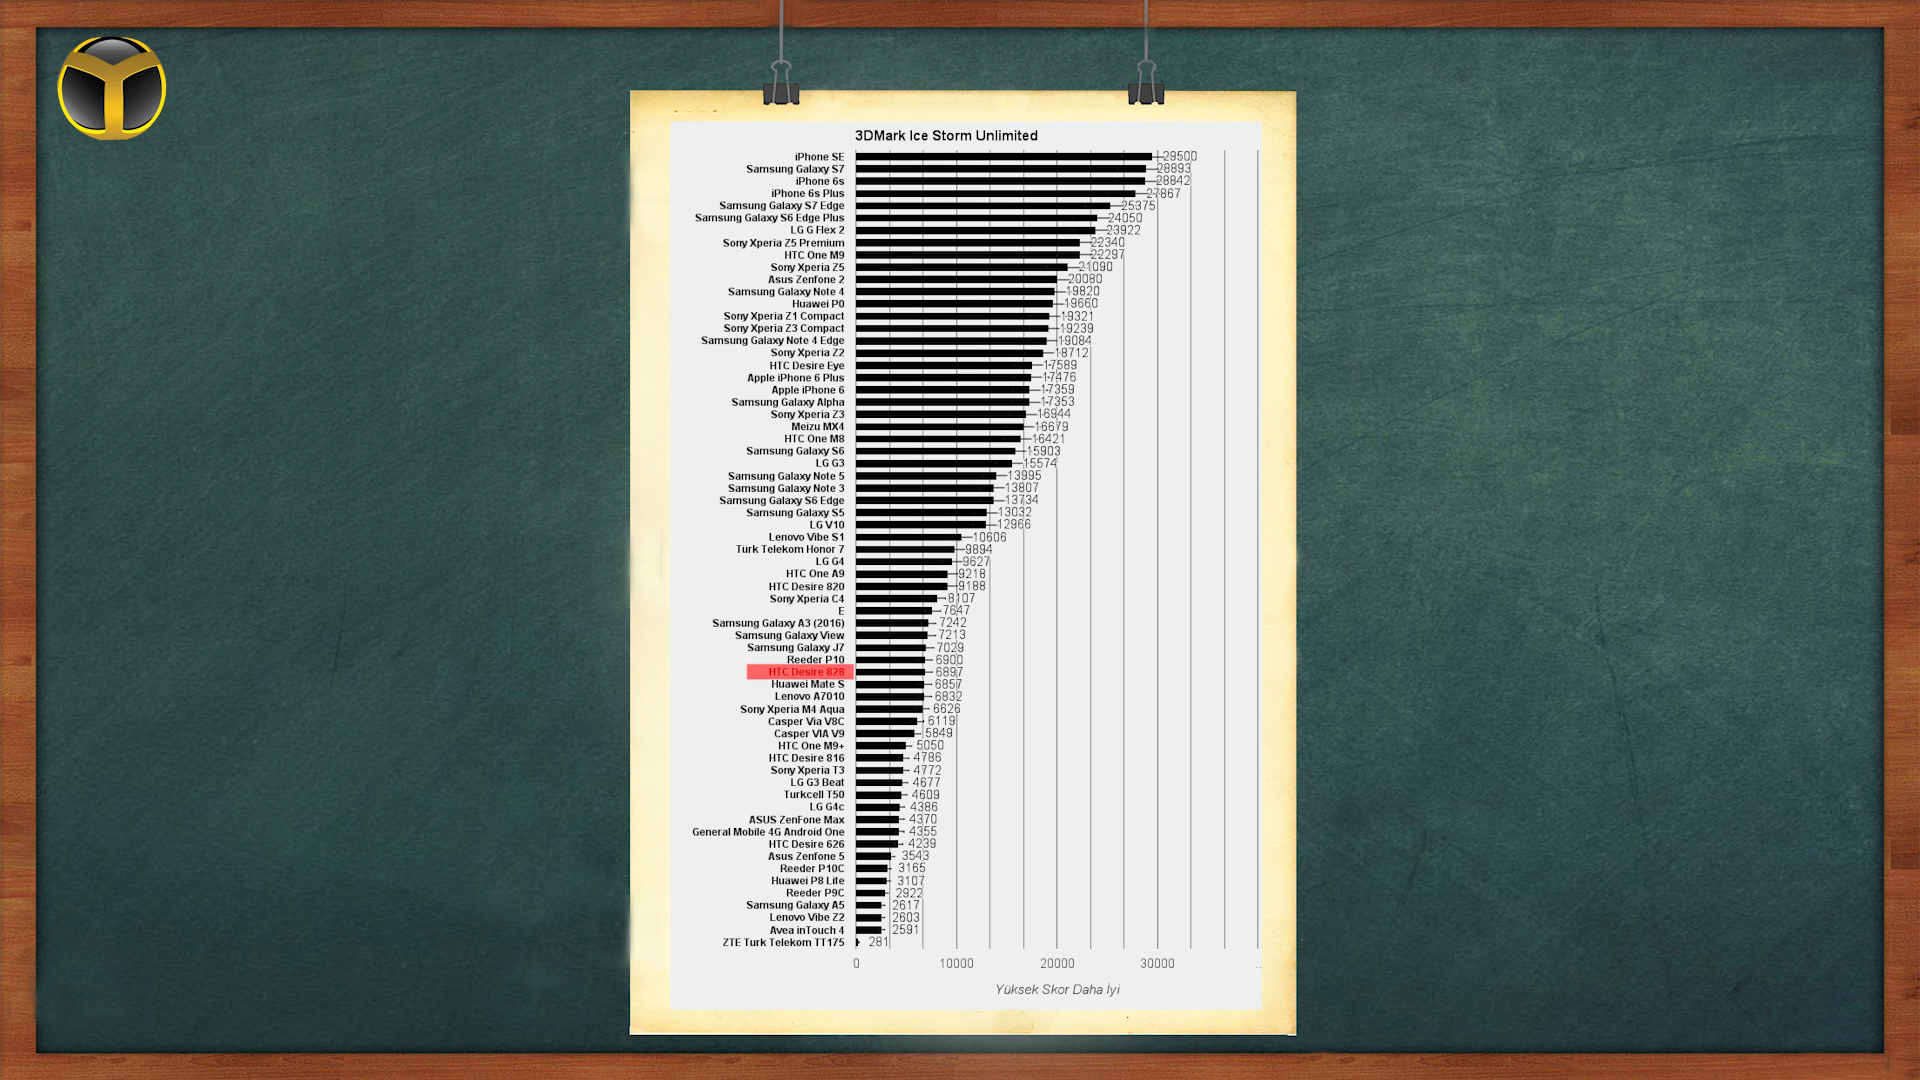 3DMark Ice Storm Unlimited
iPhone SE 29500
Samsung Galaxy S7 28893
iPhone 6s 28842
iPhone 6s Plus 27867
Samsung Galaxy S7 Edge 25375
Samsung Galaxy S6 Edge Plus 24050
LG G Flex 2 23922
Sony Xperia Z5 Premium 22340
HTC One M9 22297
Sony Xperia Z5 21090
Asus Zenfone 2 20080
Samsung Galaxy Note 4 19820
Huawei P0 19660
Sony Xperia Z1 Compact 19321
Sony Xperia Z3 Compact 19239
Samsung Galaxy Note 4 Edge 19084
Sony Xperia Z2 18712
HTC Desire Eye 17589
Apple iPhone 6 Plus 17476
Apple iPhone 6 17359
Samsung Galaxy Alpha 17353
Sony Xperia Z3 16944
Meizu MX4 16679
HTC One M8 16421
Samsung Galaxy S6 15903
LG G3 15574
Samsung Galaxy Note 5 13995
Samsung Galaxy Note 3 13807
Samsung Galaxy S6 Edge 13734
Samsung Galaxy S5 13032
LG V10 12966
Lenovo Vibe S1 10606
Türk Telekom Honor 7 9894
LG G4 9627
HTC One A9 9218
HTC Desire 820 9188
Sony Xperia C4 8107
E 7647
Samsung Galaxy A3 (2016) 7242
Samsung Galaxy View 7213
Samsung Galaxy J7 7029
Reeder P10 6900
HTC Desire 828 6897
Huawei Mate S 6857
Lenovo A7010 6832
Sony Xperia M4 Aqua 6626
Casper Via V8C 6119
Casper VIA V9 5849
HTC One M9+ 5050
HTC Desire 816 4786
Sony Xperia T3 4772
LG G3 Beat 4677
Turkcell T50 4609
LG G4c 4386
ASUS ZenFone Max 4370
General Mobile 4G Android One 4355
HTC Desire 626 4239
Asus Zenfone 5 3543
Reeder P10C 3165
Huawei P8 Lite 3107
Reeder P9C 2922
Samsung Galaxy A5 2617
Lenovo Vibe Z2 2603
Avea inTouch 4 2591
ZTE Turk Telekom TT175 281
0 10000 20000 30000 ..
Yüksek Skor Daha İyi